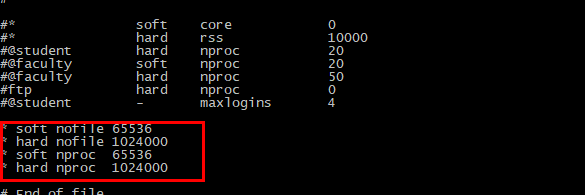 #
#*               soft    core            0
#*               hard    rss             10000
#@student        hard    nproc           20
#@faculty        soft    nproc           20
#@faculty        hard    nproc           50
#ftp             hard    nproc           0
#@student        -       maxlogins       4
* soft nofile 65536
* hard nofile 1024000
* soft nproc  65536
* hard nproc  1024000
# End of file